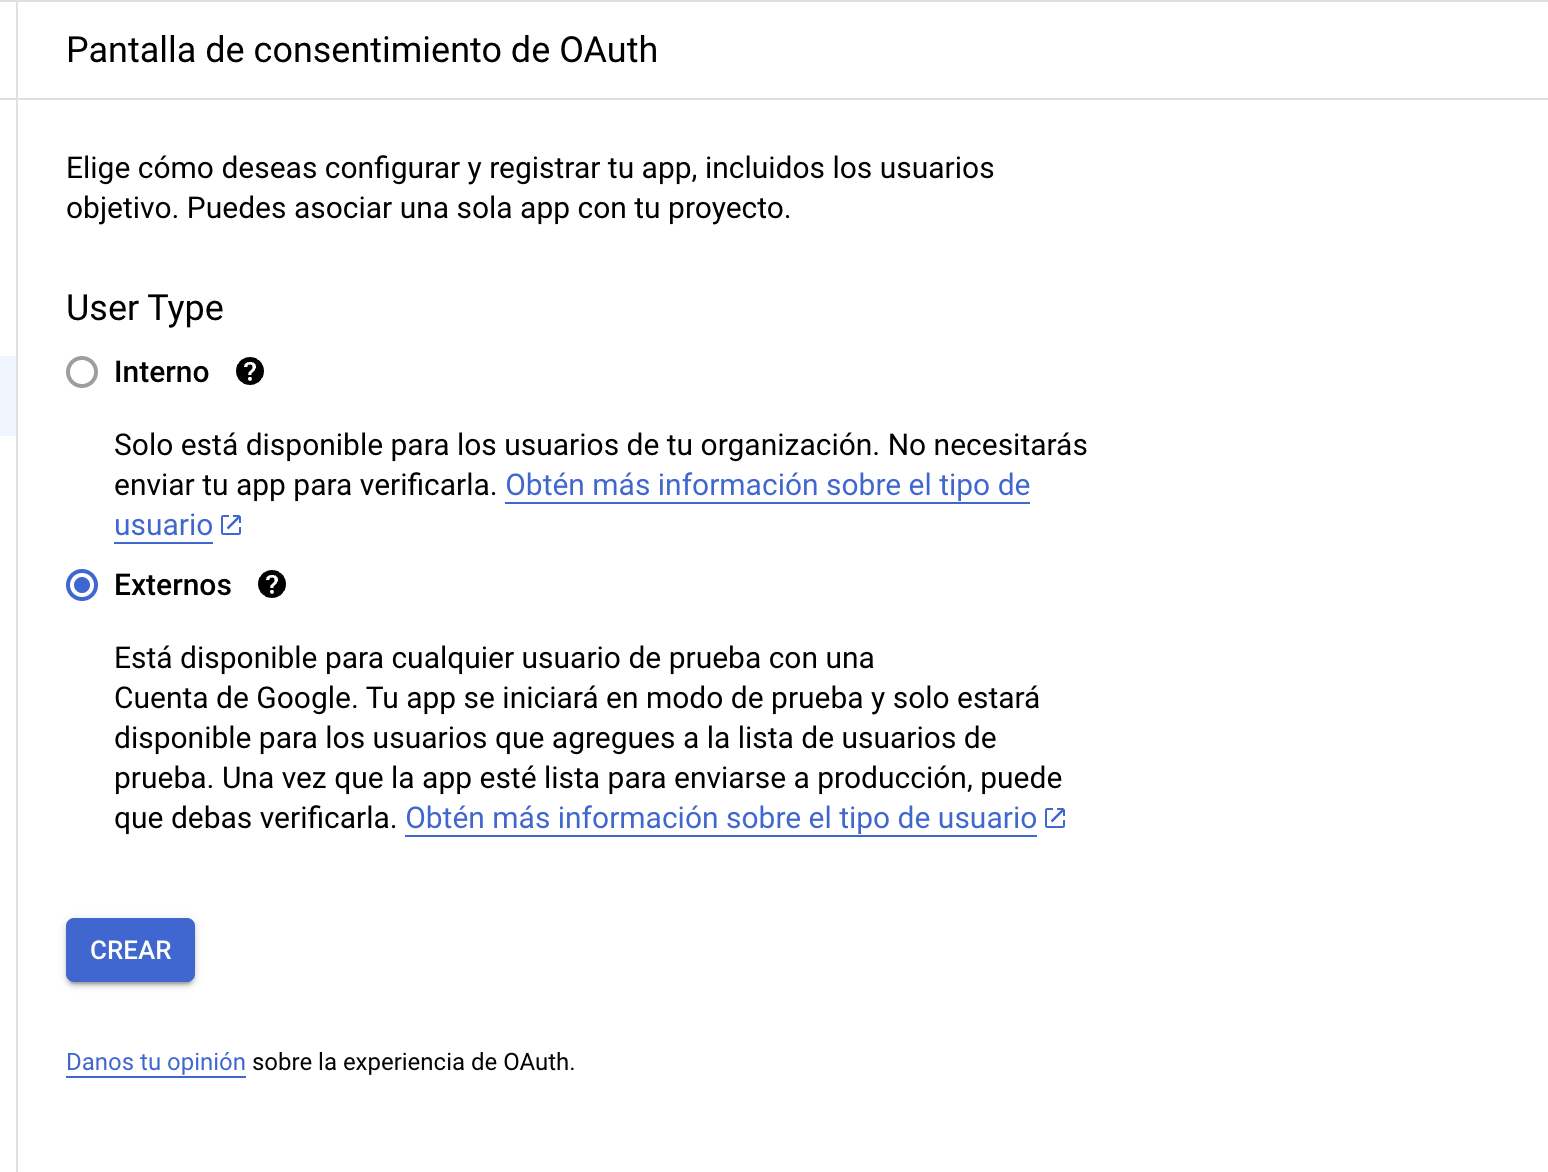 Pantalla de consentimiento de OAuth
Elige cómo deseas configurar y registrar tu app, incluidos los usuarios
objetivo. Puedes asociar una sola app con tu proyecto.
User Type
Interno
Solo está disponible para los usuarios de tu organización. No necesitarás
enviar tu app para verificarla. Obtén más información sobre el tipo de
usuario
Externos
Está disponible para cualquier usuario de prueba con una
Cuenta de Google. Tu app se iniciará en modo de prueba y solo estará
disponible para los usuarios que agregues a la lista de usuarios de
prueba. Una vez que la app esté lista para enviarse a producción, puede
que debas verificarla. Obtén más información sobre el tipo de usuario
CREAR
Danos tu opinión sobre la experiencia de OAuth.